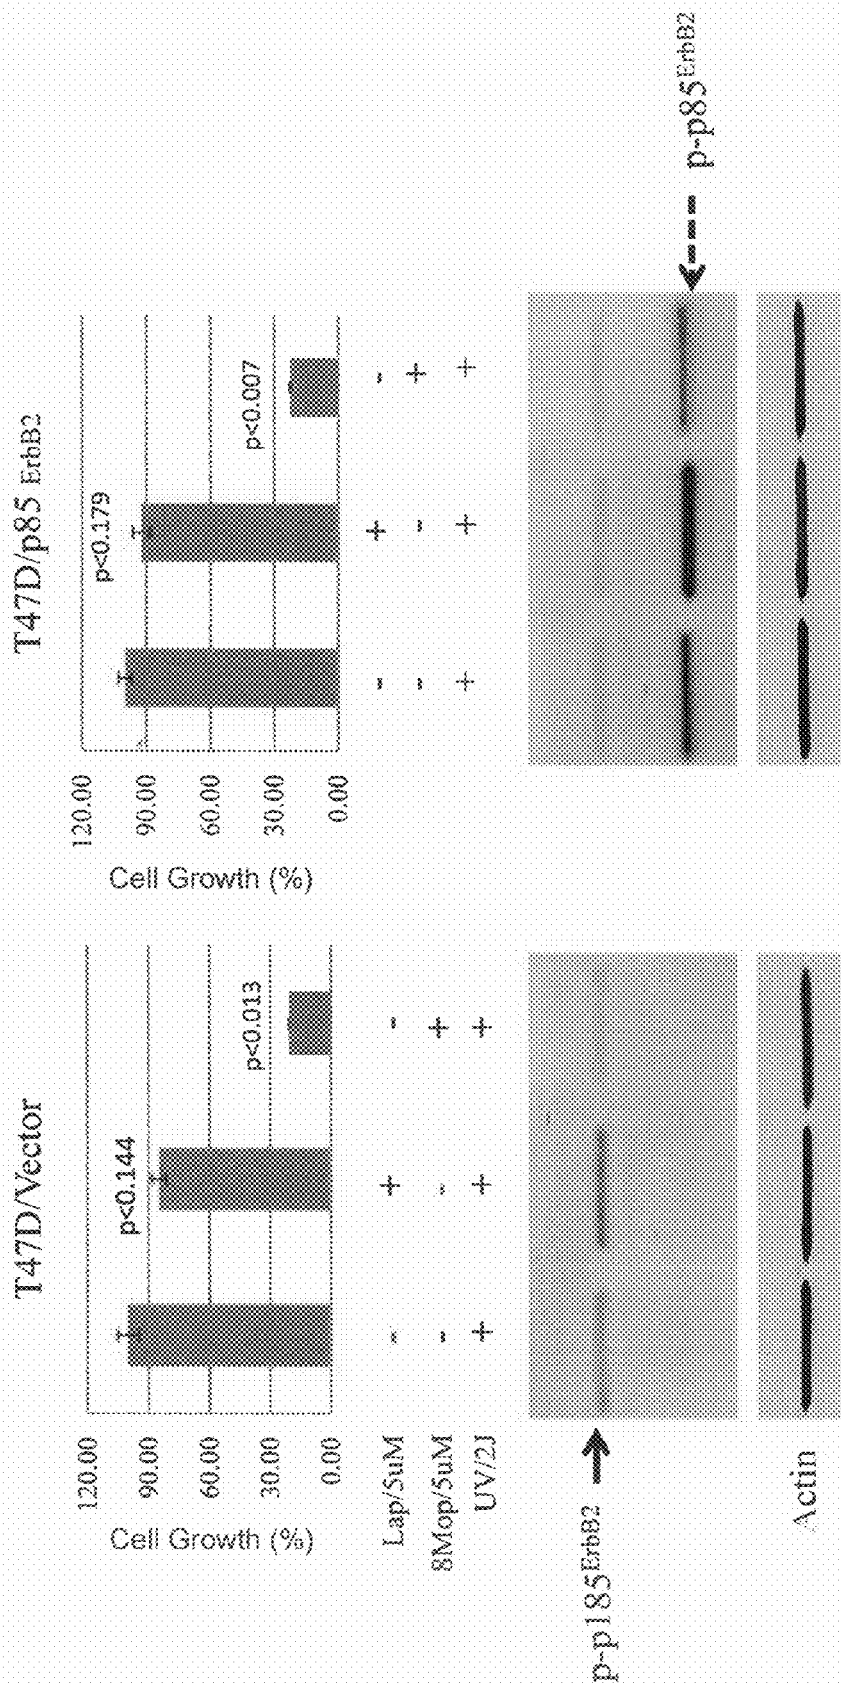 T47D/Vector
Cell Growth (%)
120.00
90.00
60.00
30.00
0.00
p<0.144
p<0.013
Lap/5uM - + -
8Mop/5uM - - +
UV/2J + + +
p-p185ErbB2
Actin
T47D/p85 ErbB2
Cell Growth (%)
120.00
90.00
60.00
30.00
0.00
p<0.179
p<0.007
- + -
- - +
+ + +
p-p85ErbB2